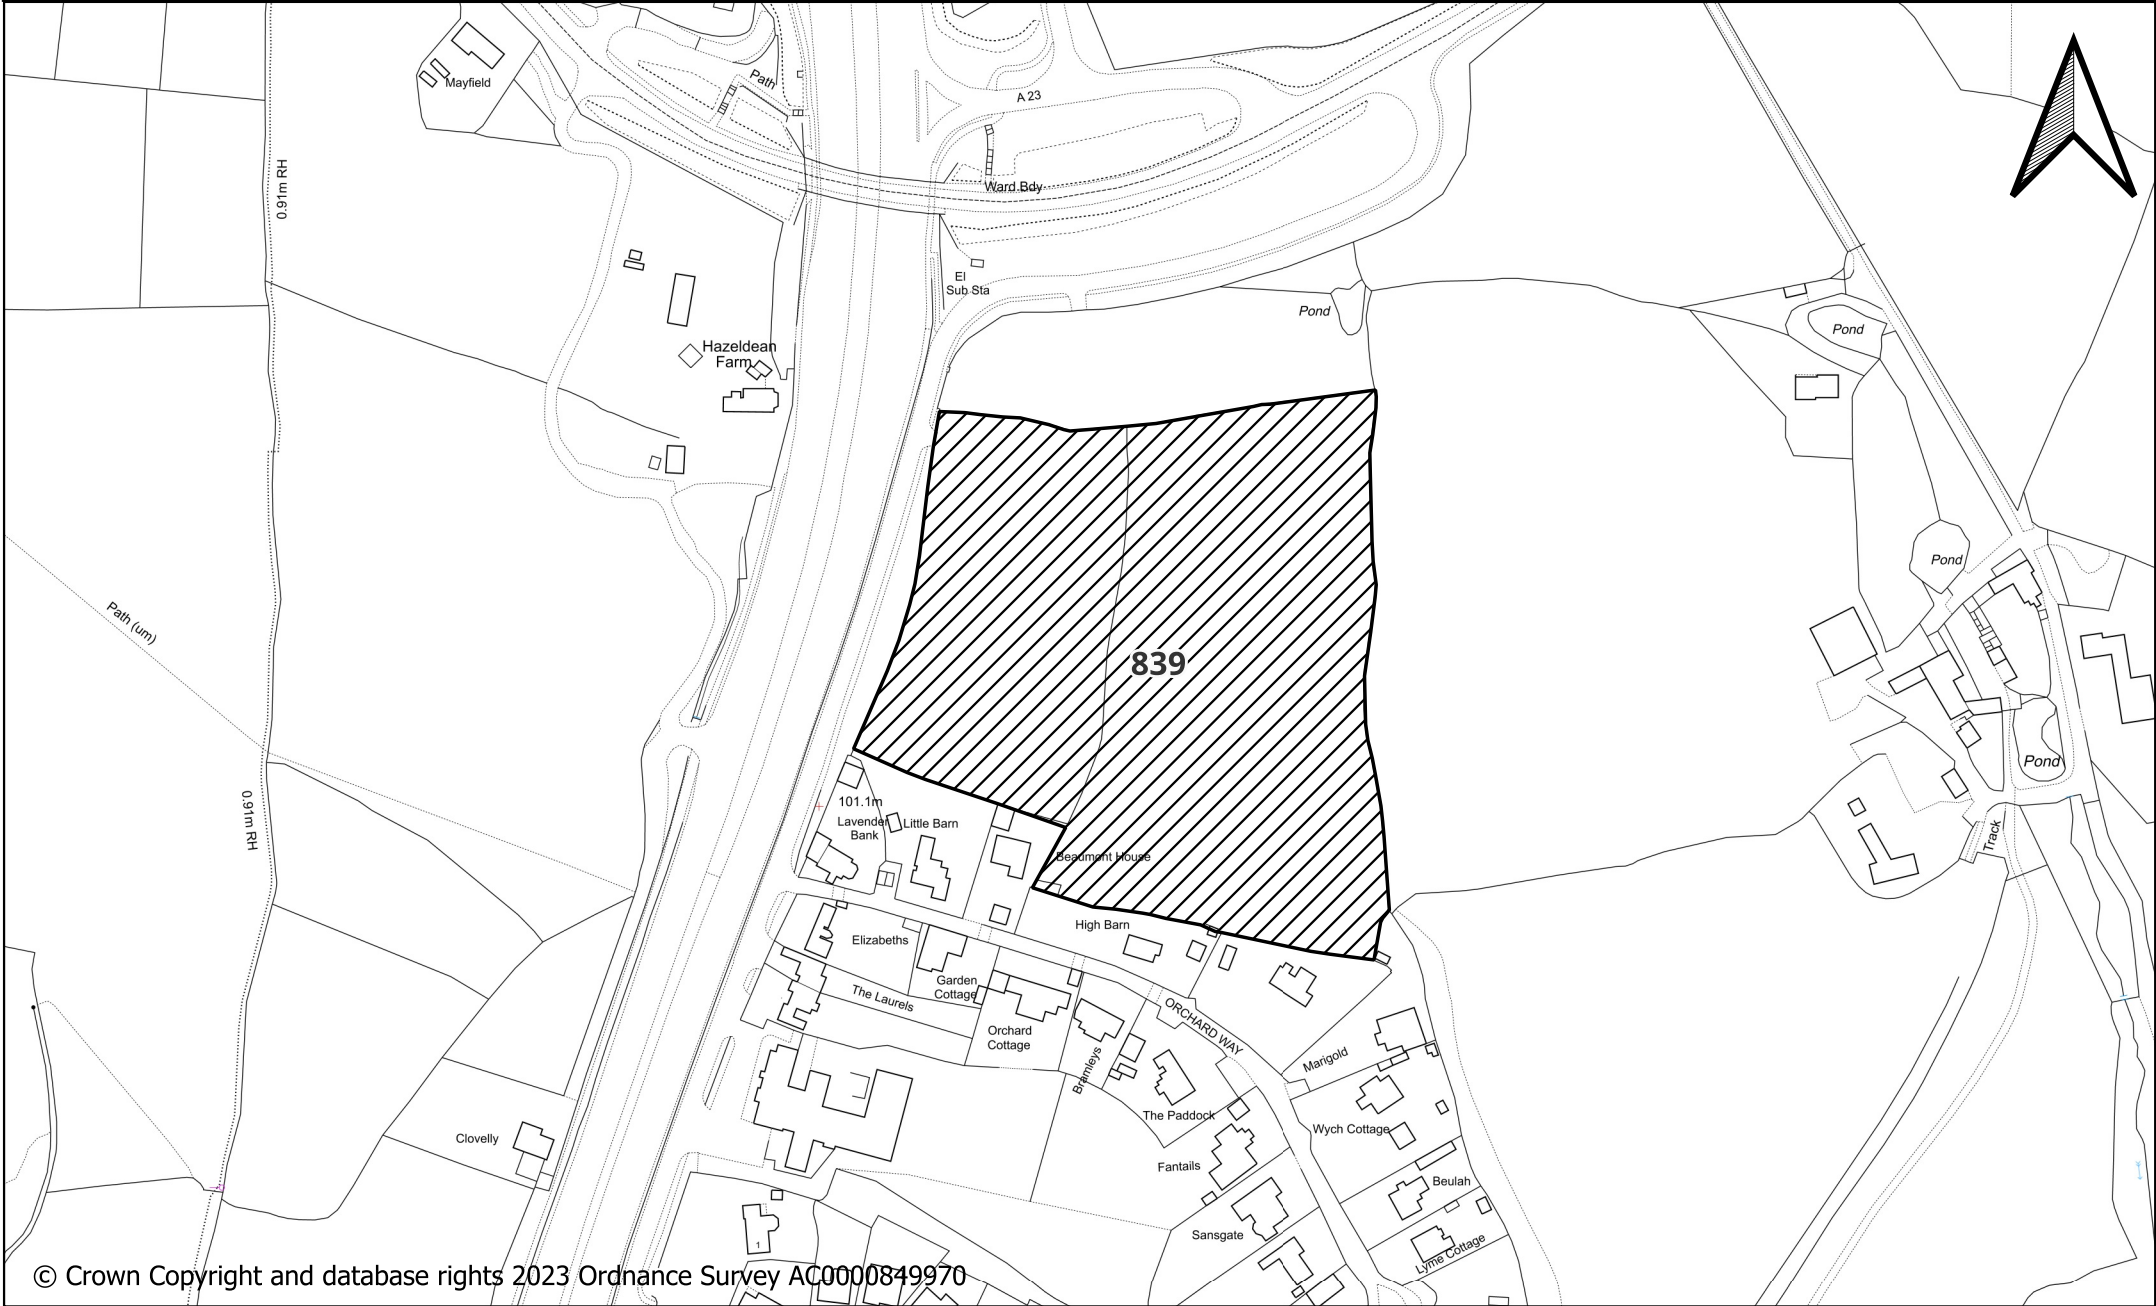 Mayfield
Path
A 23
0.91m RH
Ward Bdy
El
Sub Sta
Pond
Pond
Hazeldean
Farm
Pond
Path (um)
839
Pond
101.1m
Lavender
Bank
Little Barn
0.91m RH
Track
Beaumont House
High Barn
Elizabeths
Garden
Cottage
The Laurels
ORCHARD WAY
Orchard
Cottage
Marigold
Bramleys
The Paddock
Wych Cottage
Clovelly
Fantails
Beulah
Sansgate
1
Lyme Cottage
© Crown Copyright and database rights 2023 Ordnance Survey AC0000849970